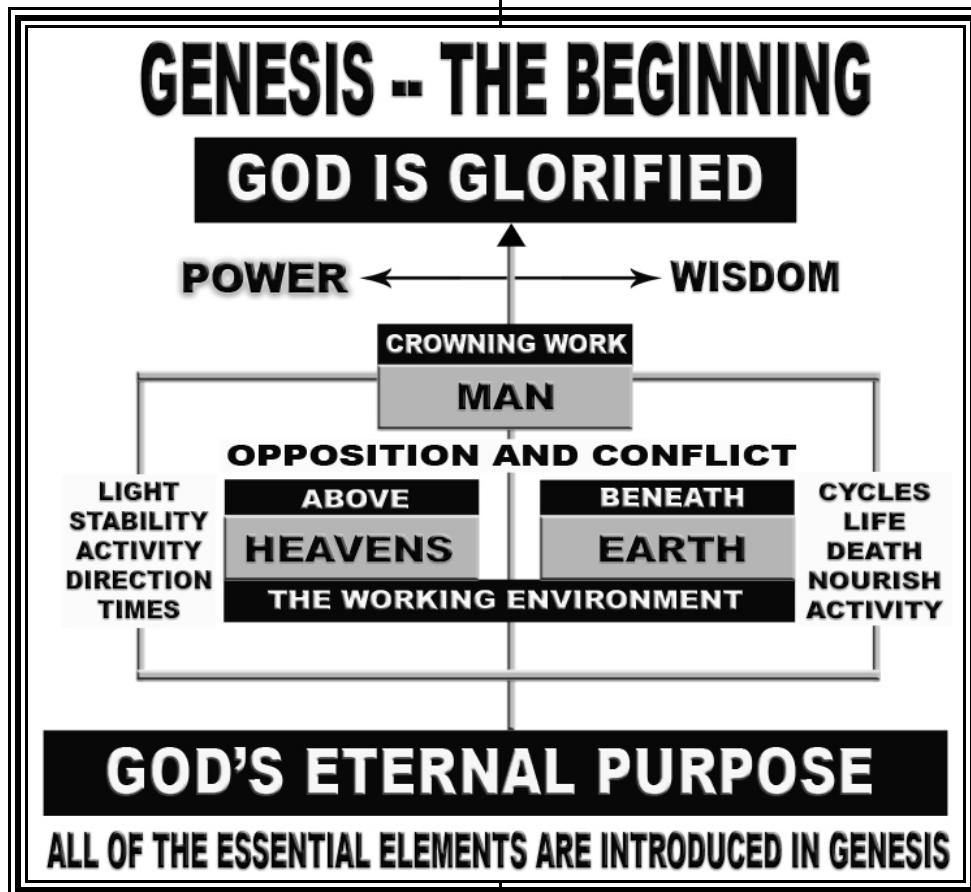 GENESIS -- THE BEGINNING
GOD IS GLORIFIED
POWER
WISDOM
CROWNING WORK
MAN
OPPOSITION AND CONFLICT
LIGHT
STABILITY
ACTIVITY
DIRECTION
TIMES
ABOVE
HEAVENS
BENEATH
EARTH
THE WORKING ENVIRONMENT
CYCLES
LIFE
DEATH
NOURISH
ACTIVITY
GOD'S ETERNAL PURPOSE
ALL OF THE ESSENTIAL ELEMENTS ARE INTRODUCED IN GENESIS